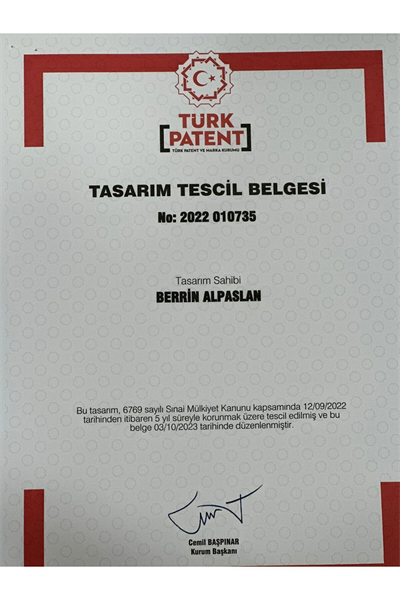 TÜRK
PATENT
TÜRK PATENT VE MARKA KURUMU
TASARIM TESCİL BELGESİ
No: 2022 010735
Tasarım Sahibi
BERRİN ALPASLAN
Bu tasarım, 6769 sayılı Sınai Mülkiyet Kanunu kapsamında 12/09/2022
tarihinden itibaren 5 yıl süreyle korunmak üzere tescil edilmiş ve bu
belge 03/10/2023 tarihinde düzenlenmiştir.
Cemil BAŞPINAR
Kurum Başkanı